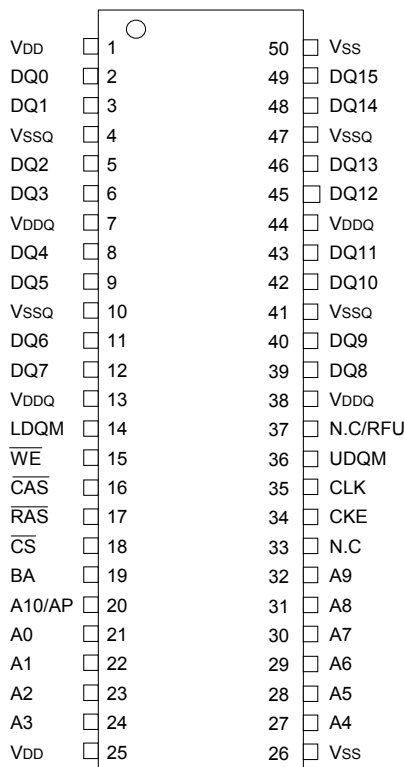 VDD 1 50 VSS
DQ0 2 49 DQ15
DQ1 3 48 DQ14
VSSQ 4 47 VSSQ
DQ2 5 46 DQ13
DQ3 6 45 DQ12
VDDQ 7 44 VDDQ
DQ4 8 43 DQ11
DQ5 9 42 DQ10
VSSQ 10 41 VSSQ
DQ6 11 40 DQ9
DQ7 12 39 DQ8
VDDQ 13 38 VDDQ
LDQM 14 37 N.C/RFU
W̅E̅ 15 36 UDQM
C̅A̅S̅ 16 35 CLK
R̅A̅S̅ 17 34 CKE
C̅S̅ 18 33 N.C
BA 19 32 A9
A10/AP 20 31 A8
A0 21 30 A7
A1 22 29 A6
A2 23 28 A5
A3 24 27 A4
VDD 25 26 VSS